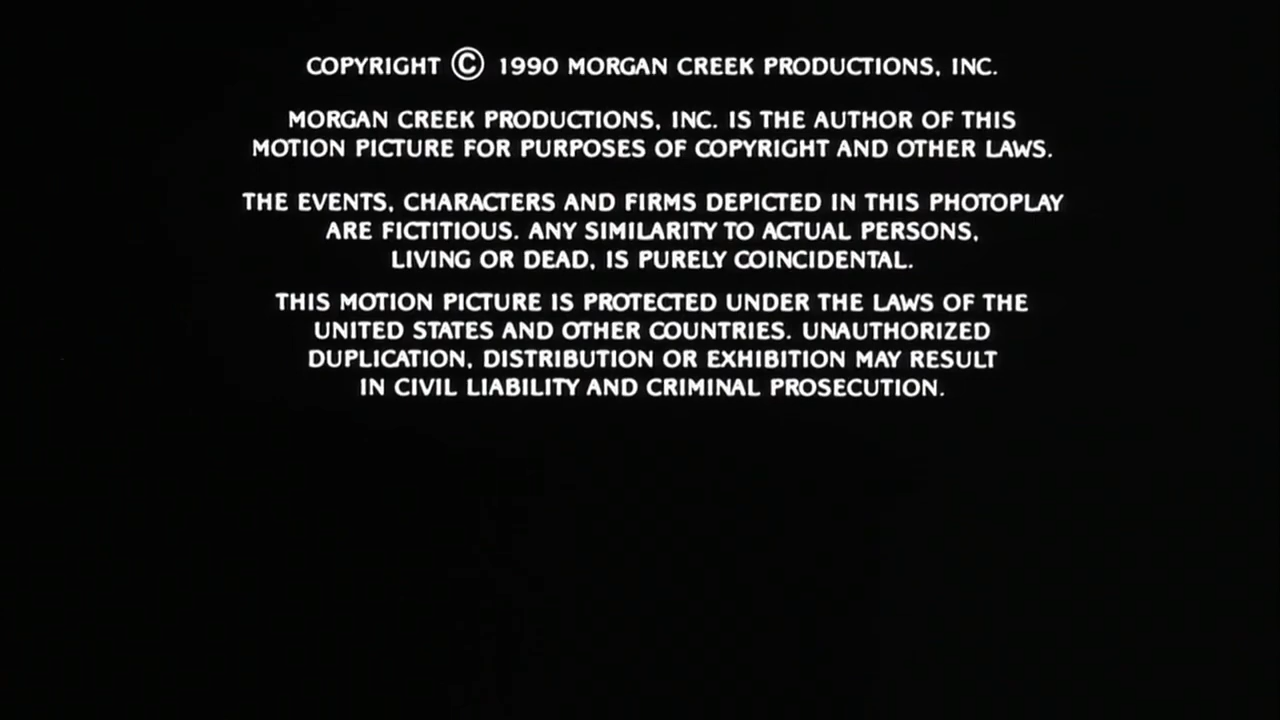 COPYRIGHT © 1990 MORGAN CREEK PRODUCTIONS, INC.
MORGAN CREEK PRODUCTIONS, INC. IS THE AUTHOR OF THIS
MOTION PICTURE FOR PURPOSES OF COPYRIGHT AND OTHER LAWS.
THE EVENTS, CHARACTERS AND FIRMS DEPICTED IN THIS PHOTOPLAY
ARE FICTITIOUS. ANY SIMILARITY TO ACTUAL PERSONS,
LIVING OR DEAD, IS PURELY COINCIDENTAL.
THIS MOTION PICTURE IS PROTECTED UNDER THE LAWS OF THE
UNITED STATES AND OTHER COUNTRIES. UNAUTHORIZED
DUPLICATION, DISTRIBUTION OR EXHIBITION MAY RESULT
IN CIVIL LIABILITY AND CRIMINAL PROSECUTION.